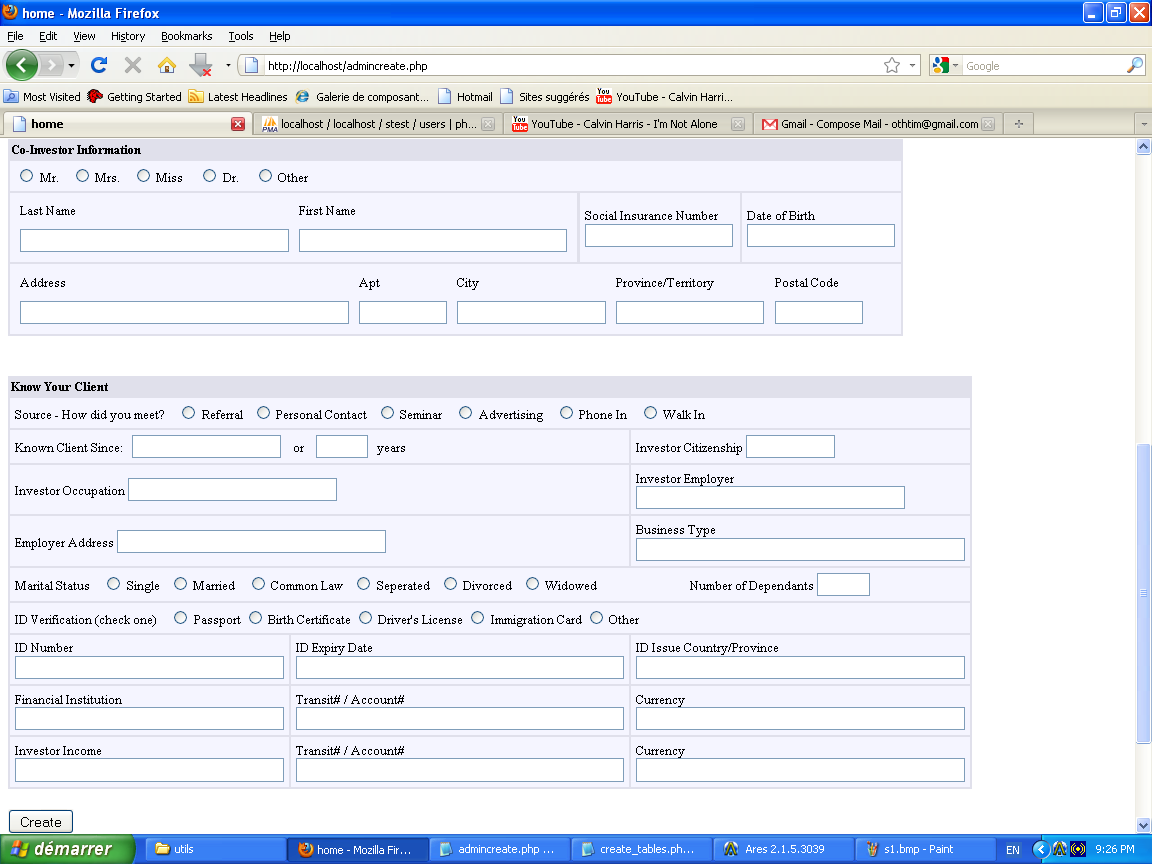 home - Mozilla Firefox
File Edit View History Bookmarks Tools Help
http://localhost/admincreate.php Google
Most Visited Getting Started Latest Headlines Galerie de composant... Hotmail Sites suggérés YouTube - Calvin Harri...
home localhost / localhost / stest / users | ph... YouTube - Calvin Harris - I'm Not Alone Gmail - Compose Mail - othtim@gmail.com
Co-Investor Information
Mr. Mrs. Miss Dr. Other
Last Name First Name Social Insurance Number Date of Birth
Address Apt City Province/Territory Postal Code
Know Your Client
Source - How did you meet? Referral Personal Contact Seminar Advertising Phone In Walk In
Known Client Since: or years Investor Citizenship
Investor Occupation Investor Employer
Employer Address Business Type
Marital Status Single Married Common Law Seperated Divorced Widowed Number of Dependants
ID Verification (check one) Passport Birth Certificate Driver's License Immigration Card Other
ID Number ID Expiry Date ID Issue Country/Province
Financial Institution Transit# / Account# Currency
Investor Income Transit# / Account# Currency
Create
démarrer utils home - Mozilla Fir... admincreate.php ... create_tables.ph... Ares 2.1.5.3039 s1.bmp - Paint EN 9:26 PM